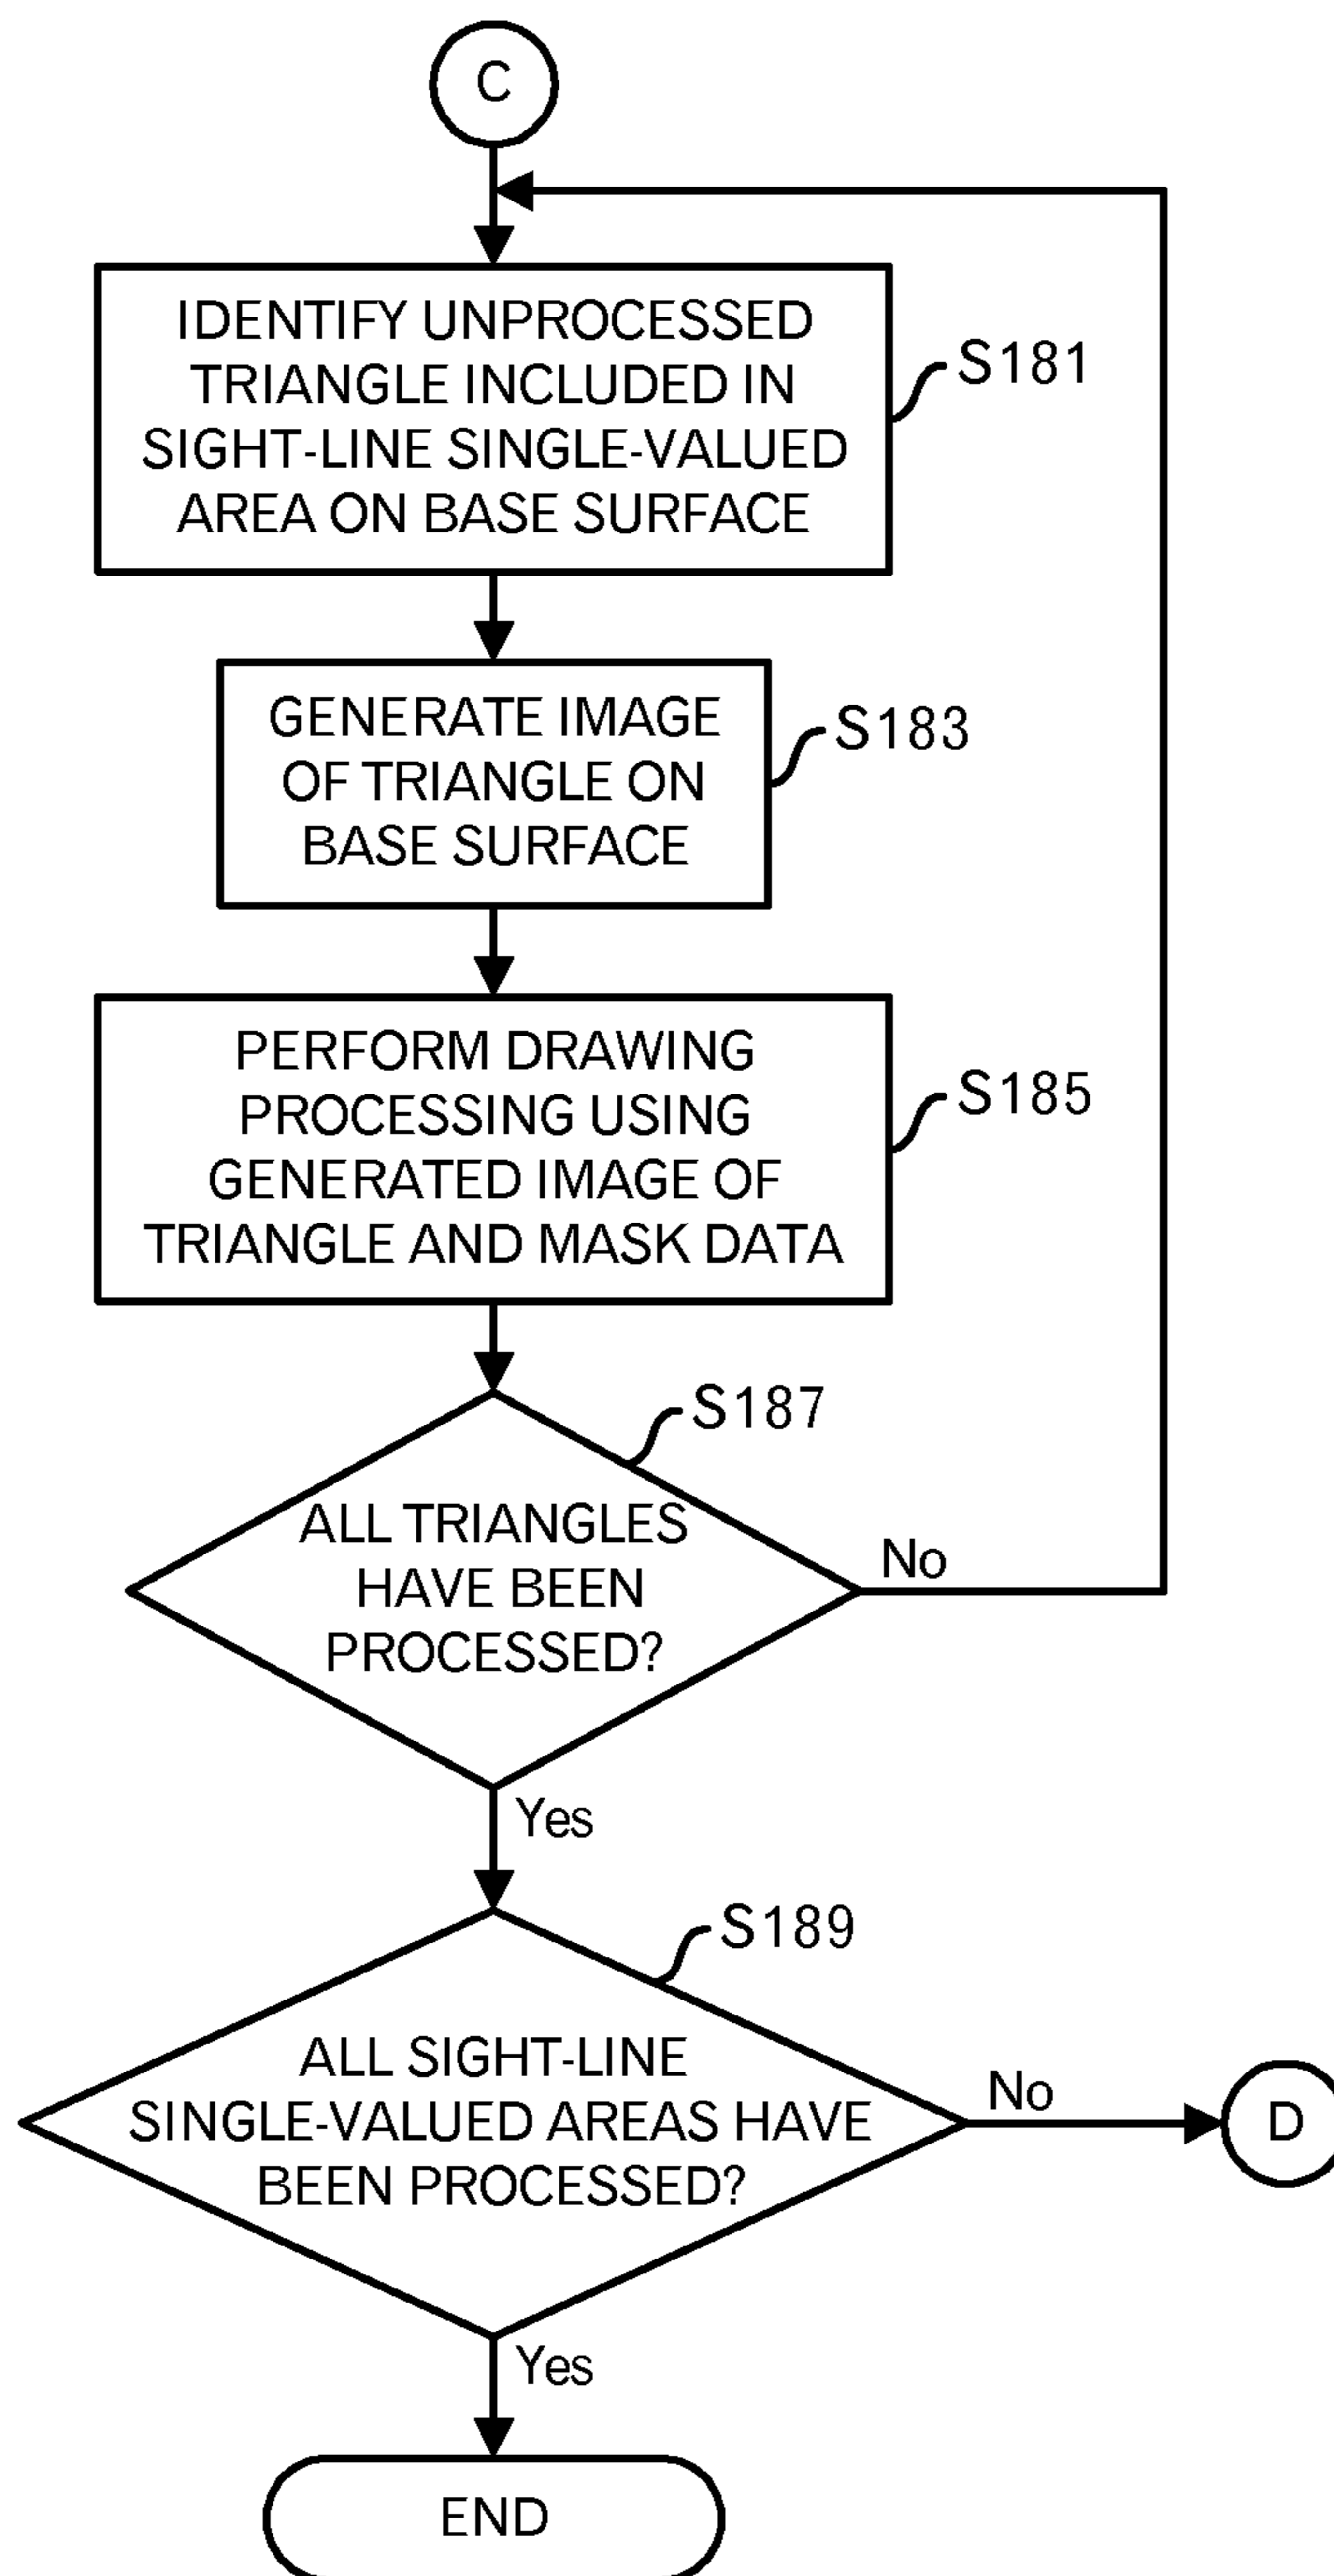 C
IDENTIFY UNPROCESSED
TRIANGLE INCLUDED IN
SIGHT-LINE SINGLE-VALUED
AREA ON BASE SURFACE
S181
GENERATE IMAGE
OF TRIANGLE ON
BASE SURFACE
S183
PERFORM DRAWING
PROCESSING USING
GENERATED IMAGE OF
TRIANGLE AND MASK DATA
S185
S187
ALL TRIANGLES
HAVE BEEN
PROCESSED?
No
Yes
S189
ALL SIGHT-LINE
SINGLE-VALUED AREAS HAVE
BEEN PROCESSED?
No
D
Yes
END